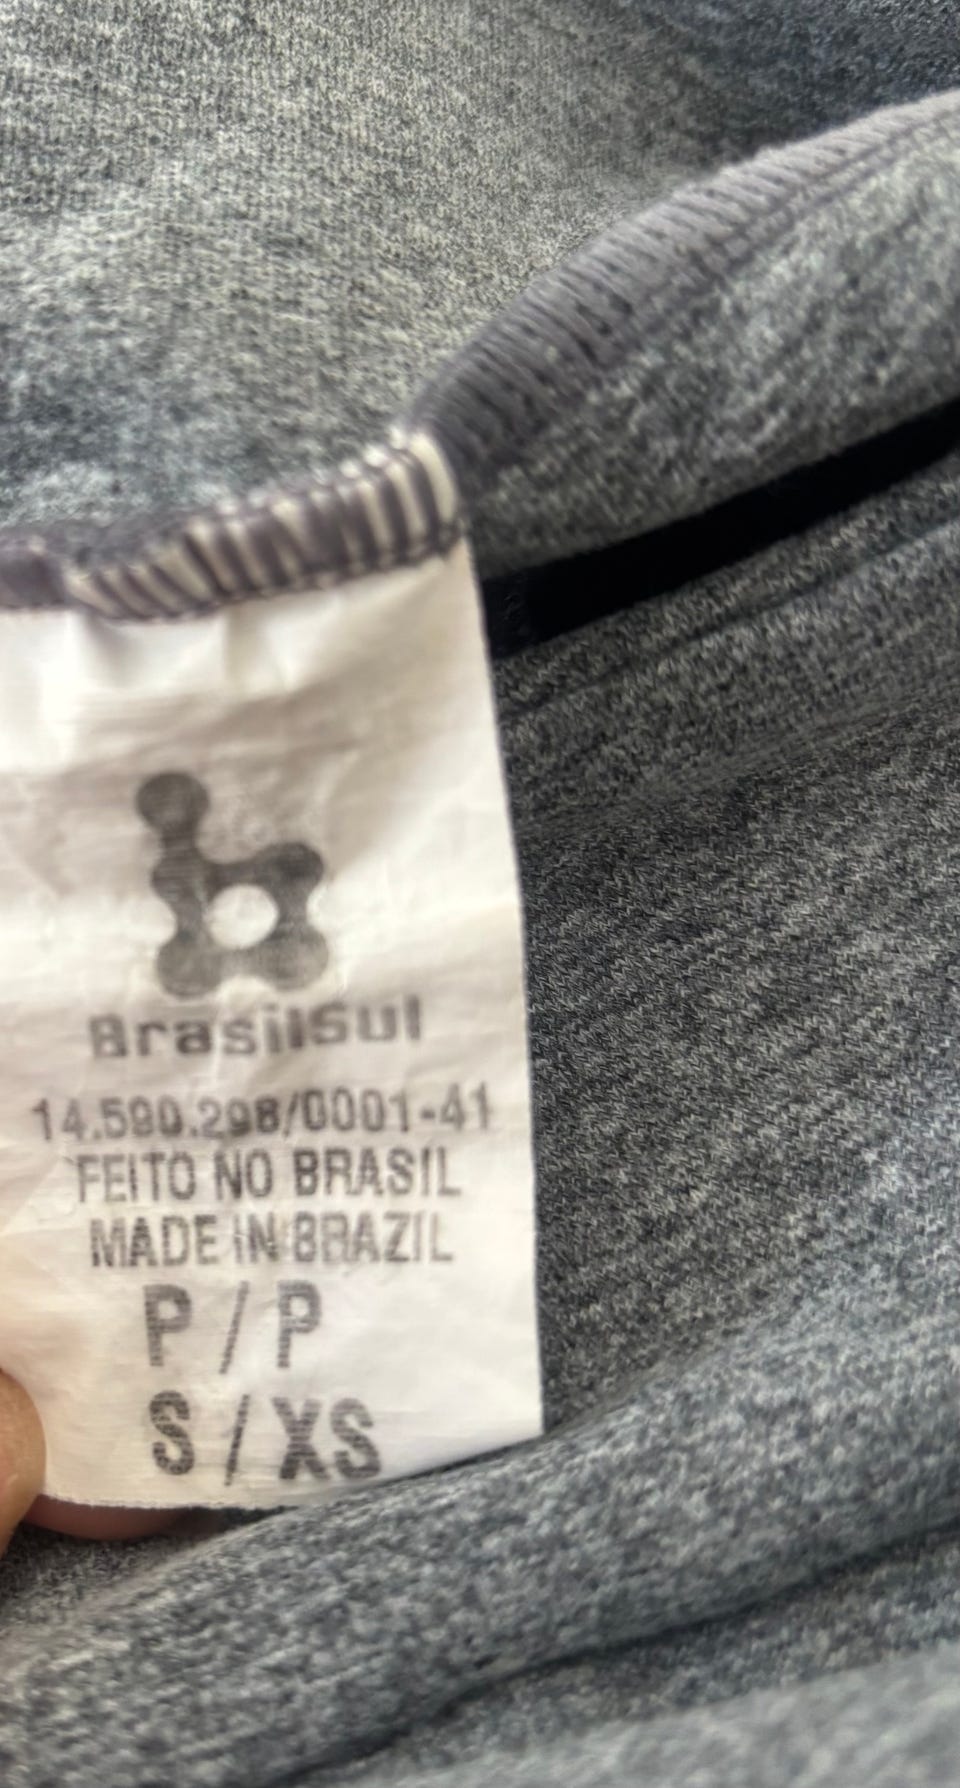 BrasilSul
14.590.298/0001-41
FEITO NO BRASIL
MADE IN BRAZIL
P / P
S / XS